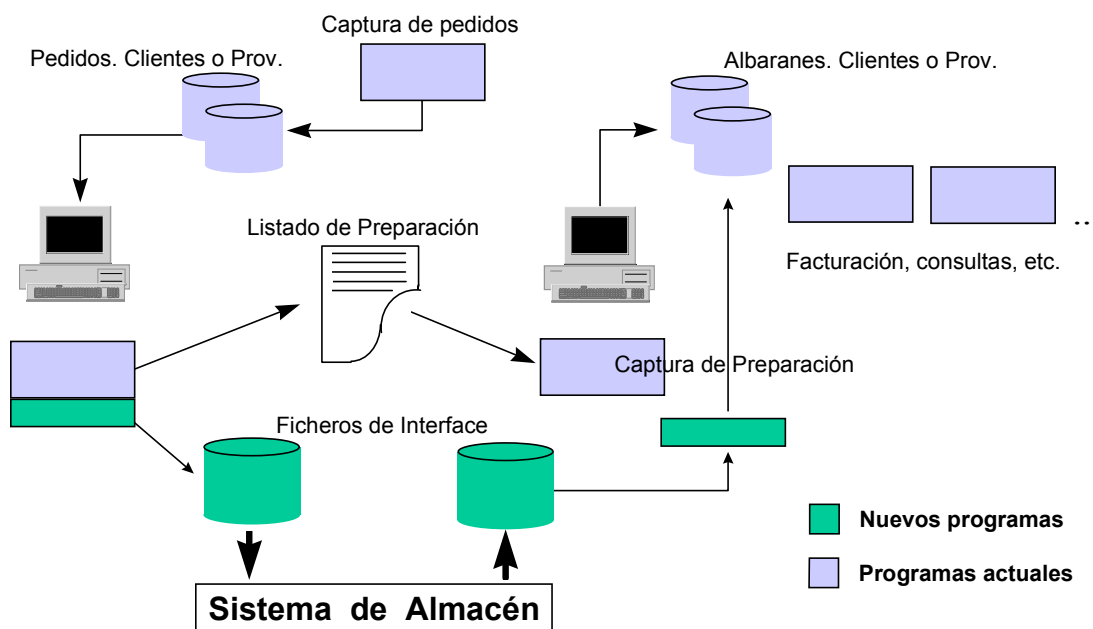 Captura de pedidos
Pedidos. Clientes o Prov.
Albaranes. Clientes o Prov.
Listado de Preparación
..
Facturación, consultas, etc.
Captura de Preparación
Ficheros de Interface
Nuevos programas
Programas actuales
Sistema de Almacén